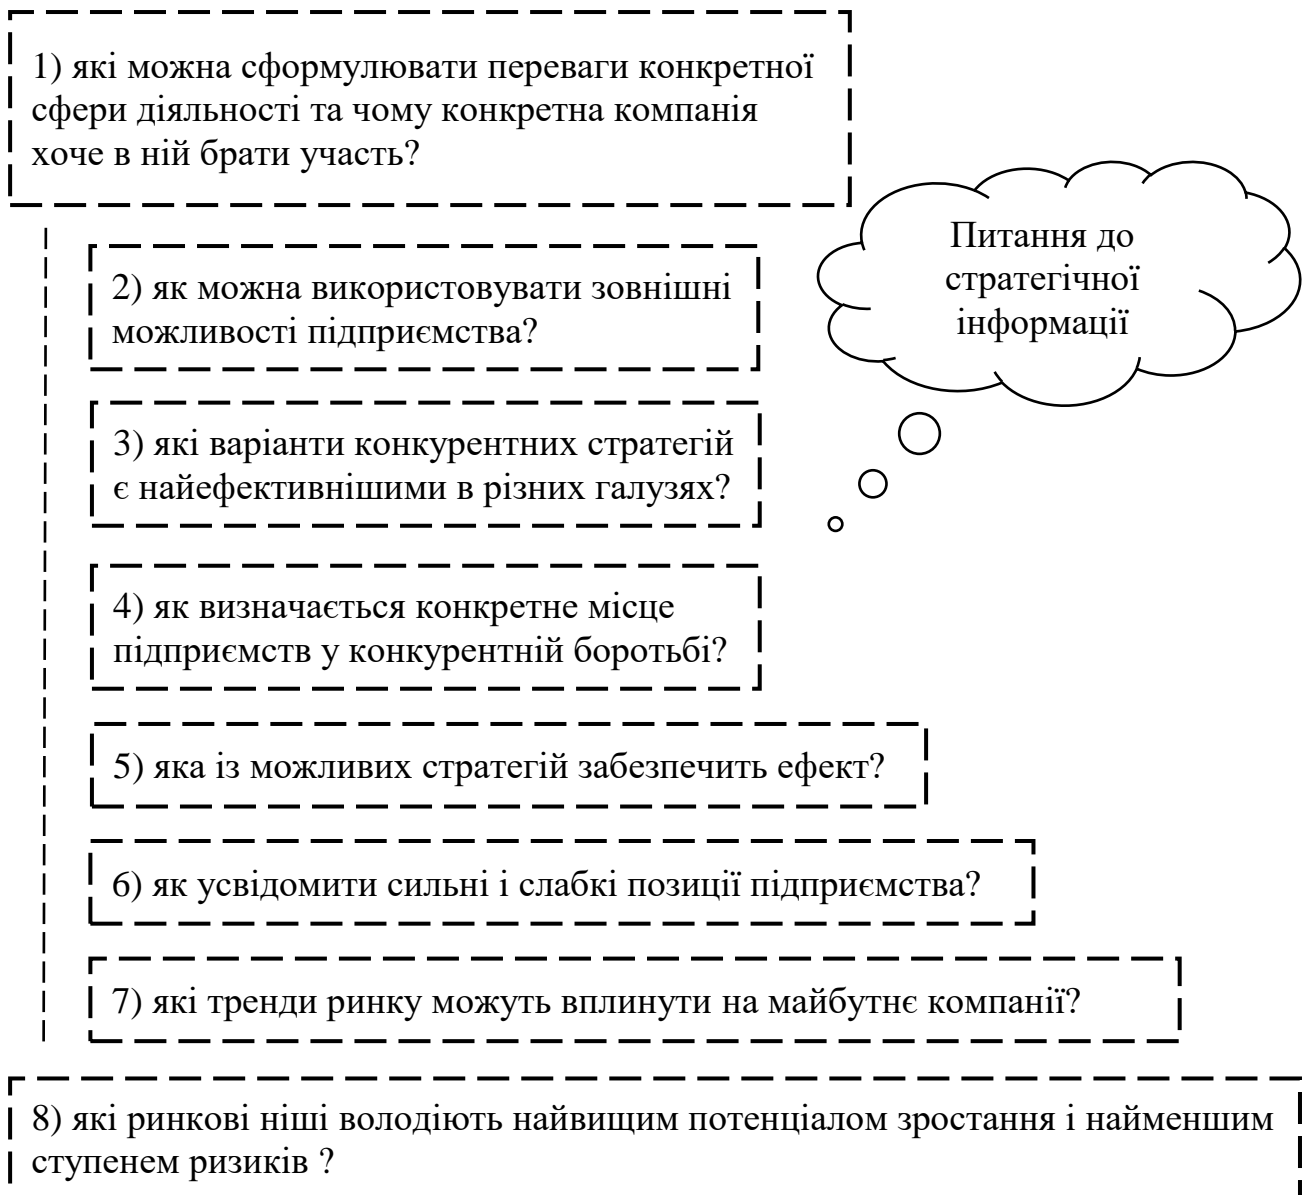 1) які можна сформулювати переваги конкретної
сфери діяльності та чому конкретна компанія
хоче в ній брати участь?
Питання до
стратегічної
інформації
2) як можна використовувати зовнішні
можливості підприємства?
3) які варіанти конкурентних стратегій
є найефективнішими в різних галузях?
4) як визначається конкретне місце
підприємств у конкурентній боротьбі?
5) яка із можливих стратегій забезпечить ефект?
6) як усвідомити сильні і слабкі позиції підприємства?
7) які тренди ринку можуть вплинути на майбутнє компанії?
8) які ринкові ніші володіють найвищим потенціалом зростання і найменшим
ступенем ризиків ?